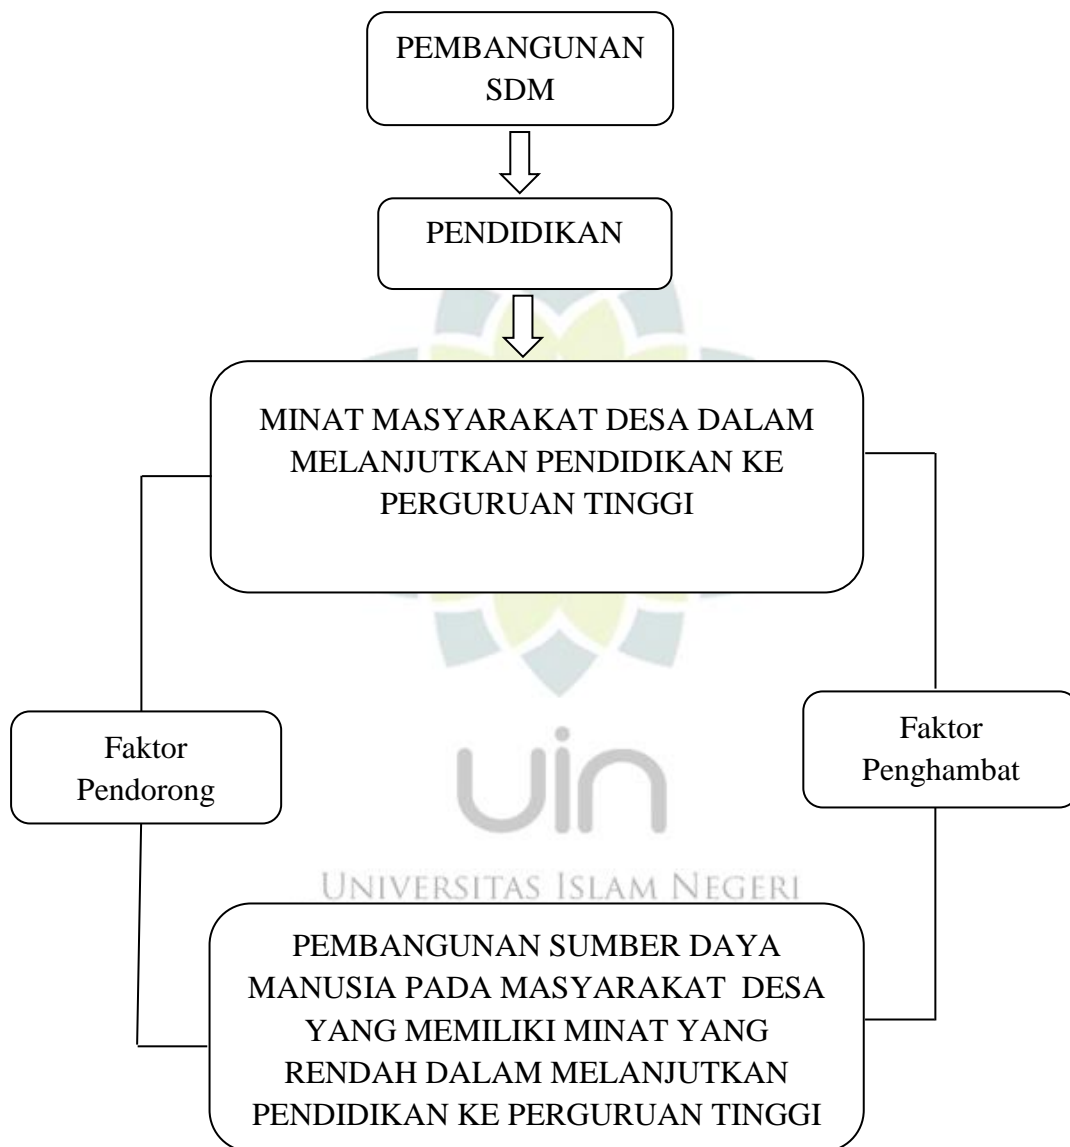 PEMBANGUNAN
SDM
PENDIDIKAN
MINAT MASYARAKAT DESA DALAM
MELANJUTKAN PENDIDIKAN KE
PERGURUAN TINGGI
Faktor
Pendorong
Faktor
Penghambat
uin
UNIVERSITAS ISLAM NEGERI
PEMBANGUNAN SUMBER DAYA
MANUSIA PADA MASYARAKAT DESA
YANG MEMILIKI MINAT YANG
RENDAH DALAM MELANJUTKAN
PENDIDIKAN KE PERGURUAN TINGGI